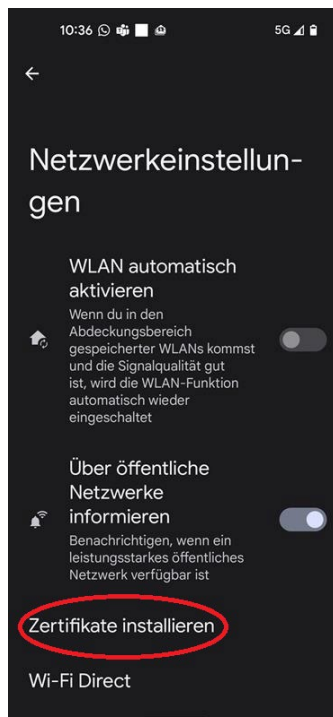 10:36 5G
Netzwerkeinstellun-
gen
WLAN automatisch
aktivieren
Wenn du in den
Abdeckungsbereich
gespeicherter WLANs kommst
und die Signalqualität gut
ist, wird die WLAN-Funktion
automatisch wieder
eingeschaltet
Über öffentliche
Netzwerke
informieren
Benachrichtigen, wenn ein
leistungsstarkes öffentliches
Netzwerk verfügbar ist
Zertifikate installieren
Wi-Fi Direct